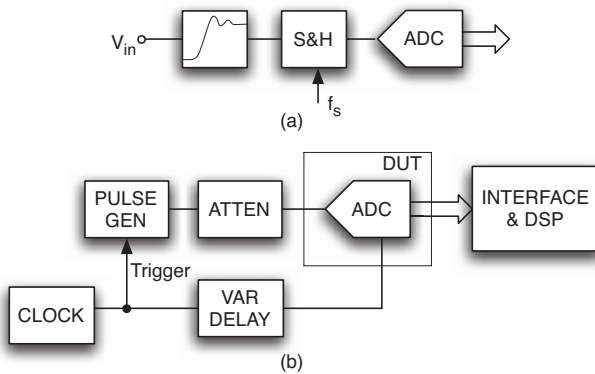 V_in
S&H
ADC
f_s
(a)
DUT
PULSE
GEN
ATTEN
ADC
INTERFACE
& DSP
Trigger
CLOCK
VAR
DELAY
(b)